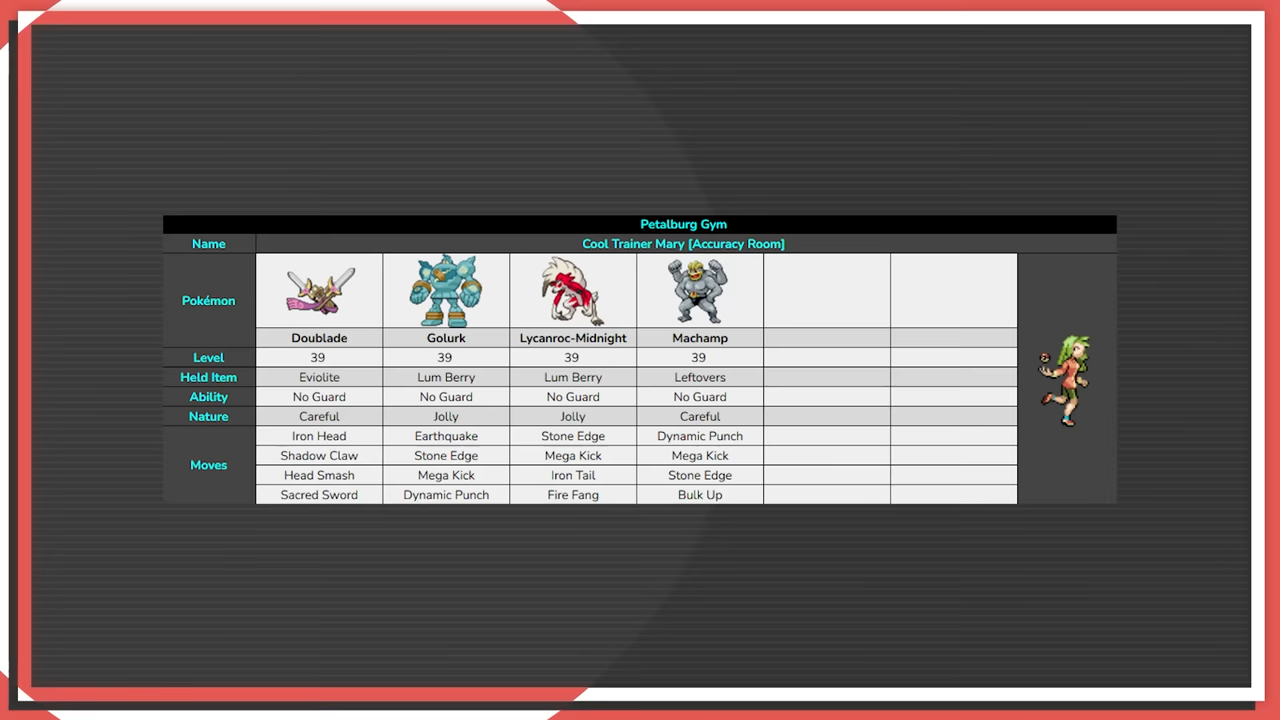 Petalburg Gym
Name Cool Trainer Mary [Accuracy Room]
Pokémon
Doublade Golurk Lycanroc-Midnight Machamp
Level 39 39 39 39
Held Item Eviolite Lum Berry Lum Berry Leftovers
Ability No Guard No Guard No Guard No Guard
Nature Careful Jolly Jolly Careful
Moves
Iron Head Earthquake Stone Edge Dynamic Punch
Shadow Claw Stone Edge Mega Kick Mega Kick
Head Smash Mega Kick Iron Tail Stone Edge
Sacred Sword Dynamic Punch Fire Fang Bulk Up